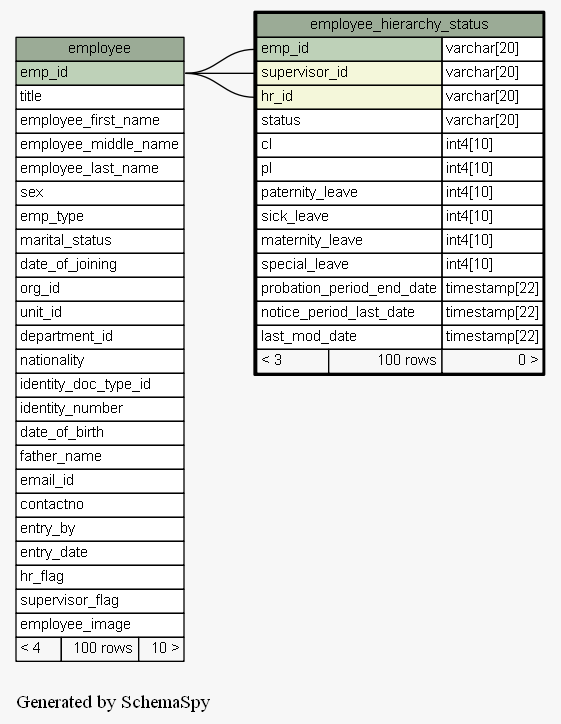 employee
emp_id
title
employee_first_name
employee_middle_name
employee_last_name
sex
emp_type
marital_status
date_of_joining
org_id
unit_id
department_id
nationality
identity_doc_type_id
identity_number
date_of_birth
father_name
email_id
contactno
entry_by
entry_date
hr_flag
supervisor_flag
employee_image
< 4 100 rows 10 >
employee_hierarchy_status
emp_id varchar[20]
supervisor_id varchar[20]
hr_id varchar[20]
status varchar[20]
cl int4[10]
pl int4[10]
paternity_leave int4[10]
sick_leave int4[10]
maternity_leave int4[10]
special_leave int4[10]
probation_period_end_date timestamp[22]
notice_period_last_date timestamp[22]
last_mod_date timestamp[22]
< 3 100 rows 0 >
Generated by SchemaSpy